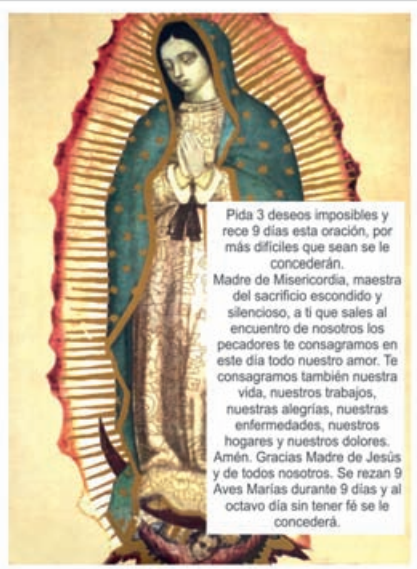 Pida 3 deseos imposibles y
rece 9 días esta oración, por
más difíciles que sean se le
concederán.
Madre de Misericordia, maestra
del sacrificio escondido y
silencioso, a ti que sales al
encuentro de nosotros los
pecadores te consagramos en
este día todo nuestro amor. Te
consagramos también nuestra
vida, nuestros trabajos,
nuestras alegrías, nuestras
enfermedades, nuestros
hogares y nuestros dolores.
Amén. Gracias Madre de Jesús
y de todos nosotros. Se rezan 9
Aves Marías durante 9 días y al
octavo día sin tener fé se le
concederá.